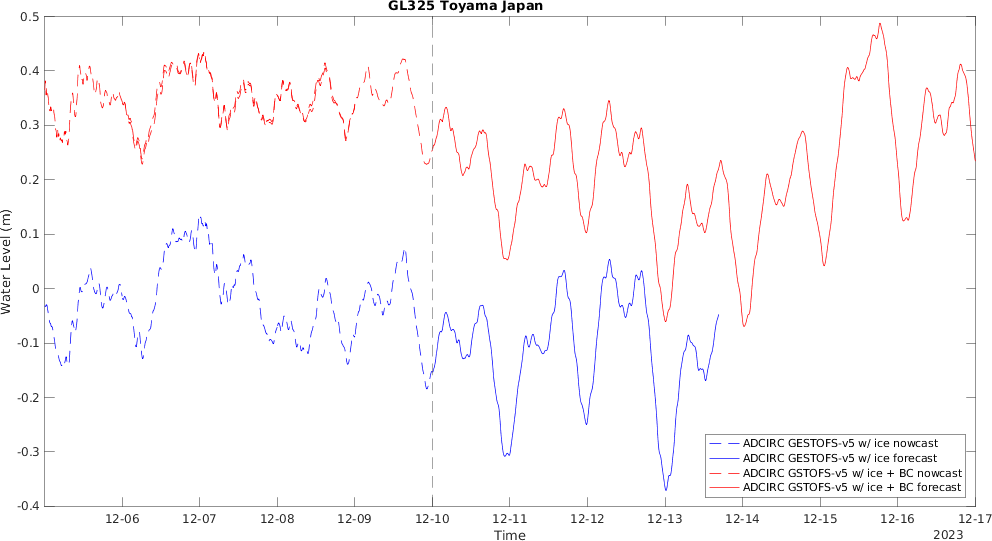 GL325 Toyama Japan
0.5
0.4
0.3
0.2
0.1
0
-0.1
-0.2
-0.3
-0.4
Water Level (m)
ADCIRC GESTOFS-v5 w/ ice nowcast
ADCIRC GESTOFS-v5 w/ ice forecast
ADCIRC GSTOFS-v5 w/ ice + BC nowcast
ADCIRC GSTOFS-v5 w/ ice + BC forecast
12-06 12-07 12-08 12-09 12-10 12-11 12-12 12-13 12-14 12-15 12-16 12-17
Time
2023